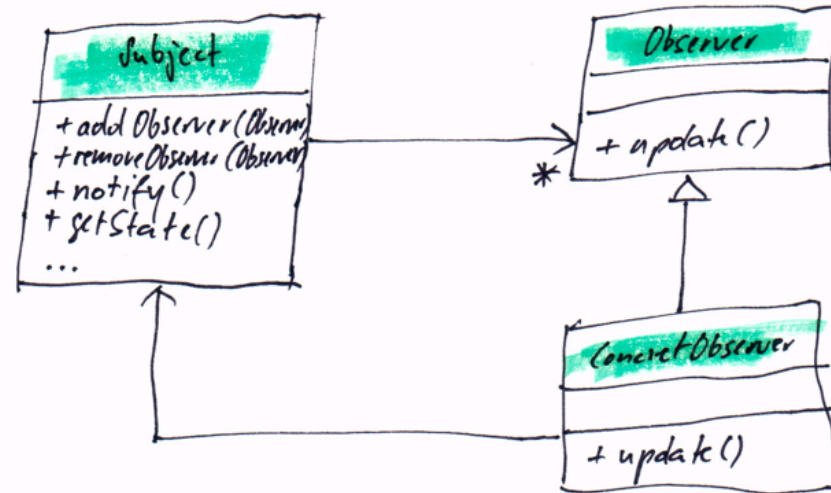 Subject
+ addObserver(Observer)
+ removeObserver(Observer)
+ notify()
+ getState()
...
Observer
+ update()
*
ConcretObserver
+ update()